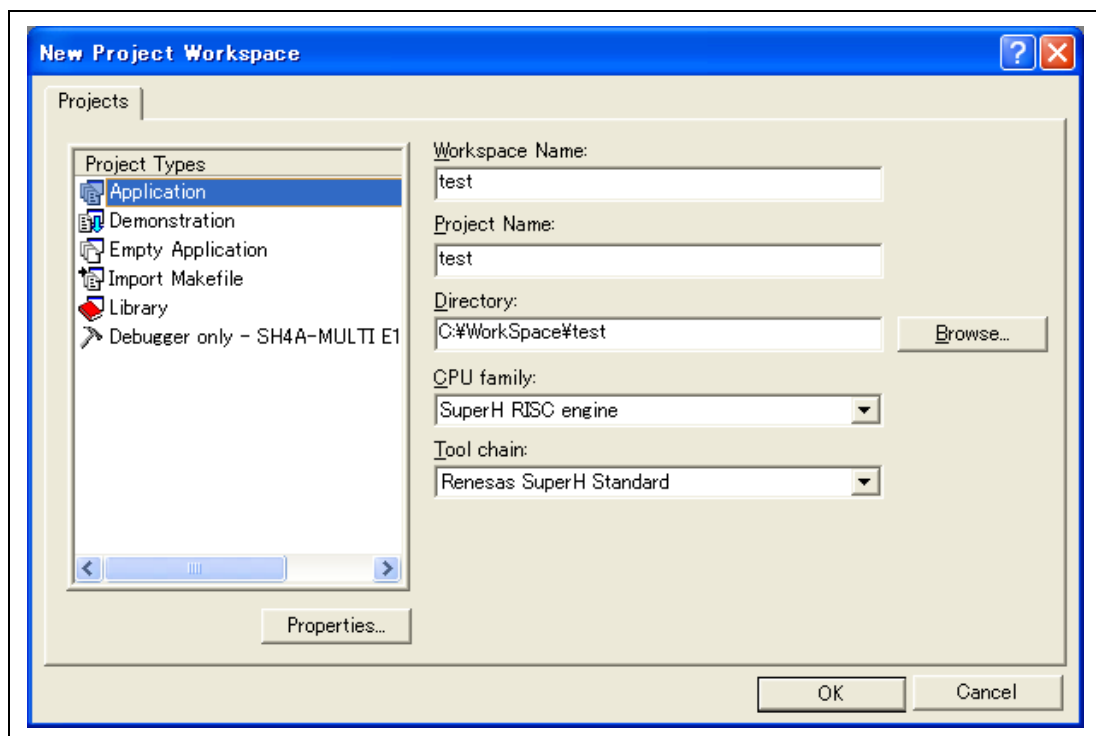 New Project Workspace
Projects
Project Types
Application
Demonstration
Empty Application
Import Makefile
Library
Debugger only - SH4A-MULTI E1
Properties...
Workspace Name:
test
Project Name:
test
Directory:
C:¥WorkSpace¥test
Browse...
CPU family:
SuperH RISC engine
Tool chain:
Renesas SuperH Standard
OK
Cancel